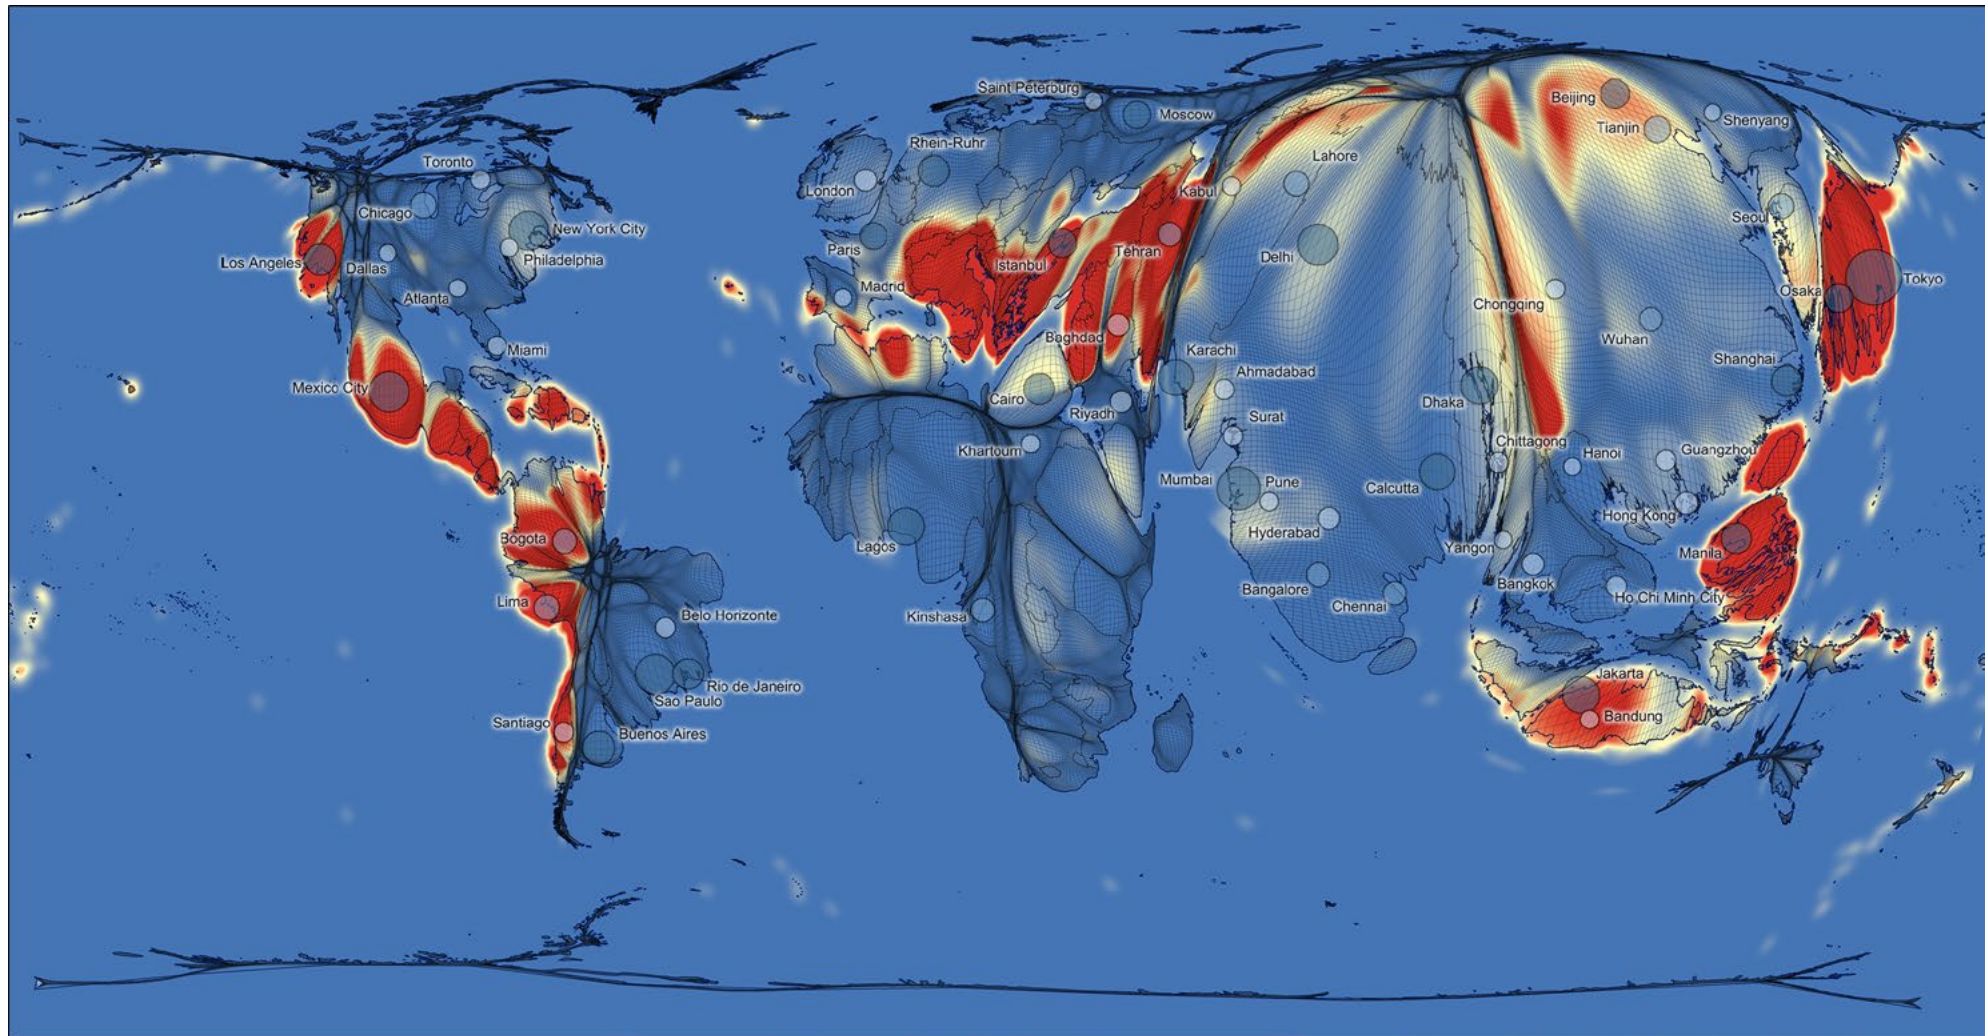 Saint Peterburg
Moscow
Beijing
Tianjin
Shenyang
Rhein-Ruhr
Toronto
Lahore
London
Kabul
Chicago
Seoul
New York City
Paris
Istanbul
Tehran
Delhi
Los Angeles
Dallas
Philadelphia
Tokyo
Madrid
Osaka
Atlanta
Chongqing
Baghdad
Wuhan
Miami
Karachi
Shanghai
Ahmadabad
Mexico City
Cairo
Riyadh
Dhaka
Surat
Chittagong
Khartoum
Hanoi
Guangzhou
Mumbai
Pune
Calcutta
Hong Kong
Hyderabad
Bogota
Lagos
Yangon
Manila
Bangkok
Bangalore
Ho Chi Minh City
Lima
Chennai
Belo Horizonte
Kinshasa
Jakarta
Rio de Janeiro
Sao Paulo
Bandung
Santiago
Buenos Aires